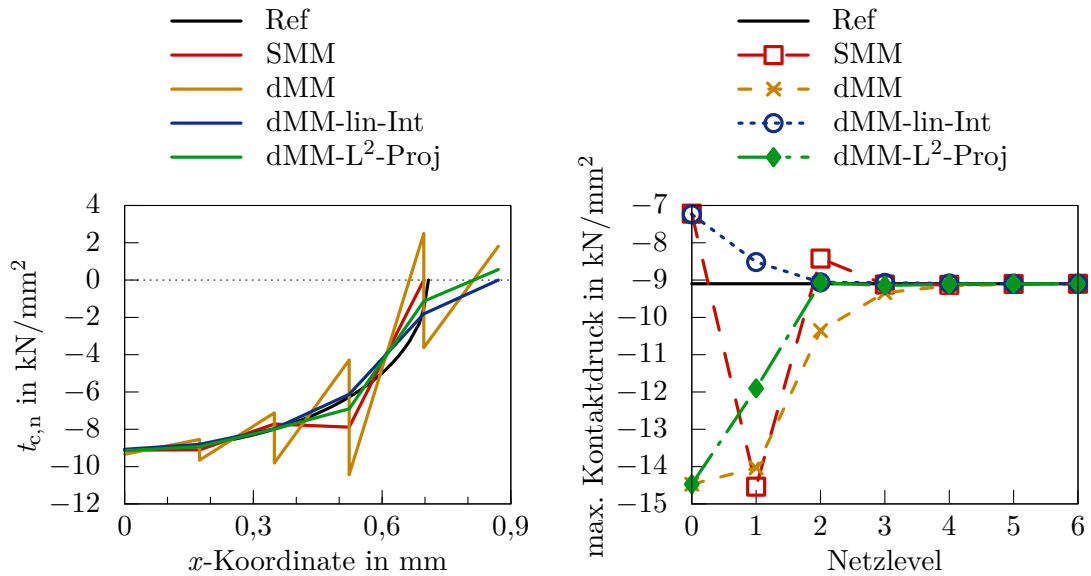 Ref
SMM
dMM
dMM-lin-Int
dMM-L²-Proj
4
2
0
−2
−4
−6
−8
−10
−12
0
0,3
0,6
0,9
t_c,n in kN/mm²
x-Koordinate in mm
Ref
SMM
dMM
dMM-lin-Int
dMM-L²-Proj
−7
−8
−9
−10
−11
−12
−13
−14
−15
0
1
2
3
4
5
6
max. Kontaktdruck in kN/mm²
Netzlevel